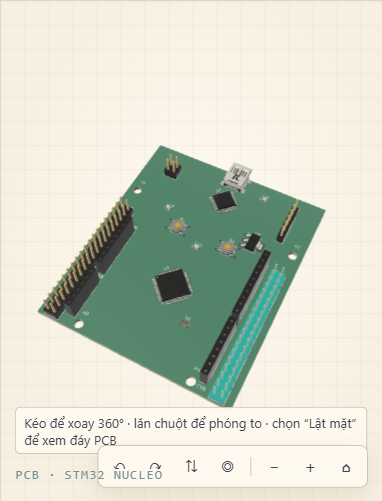 Kéo để xoay 360° · lăn chuột để phóng to · chọn “Lật mặt”
để xem đáy PCB
PCB · STM32 NUCLEO